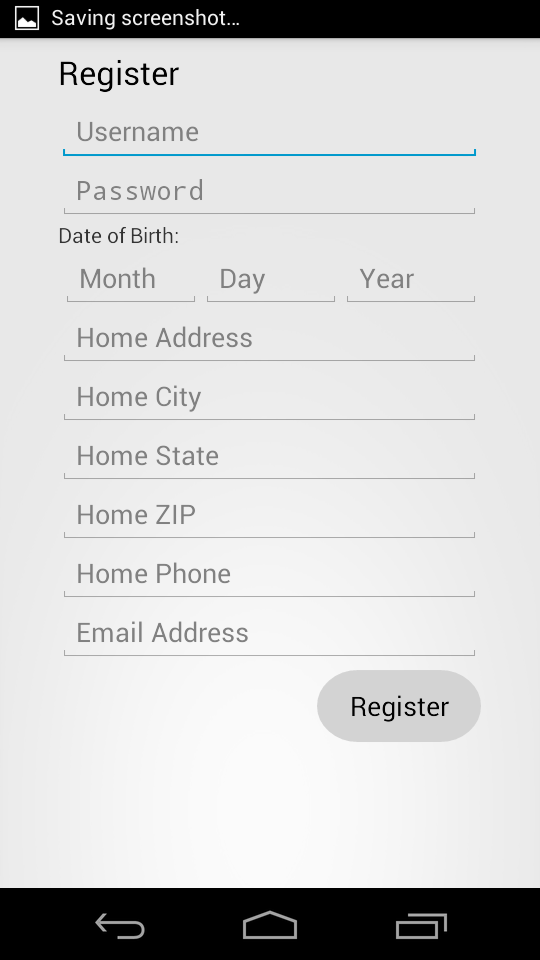 Saving screenshot...
Register
Username
Password
Date of Birth:
Month Day Year
Home Address
Home City
Home State
Home ZIP
Home Phone
Email Address
Register